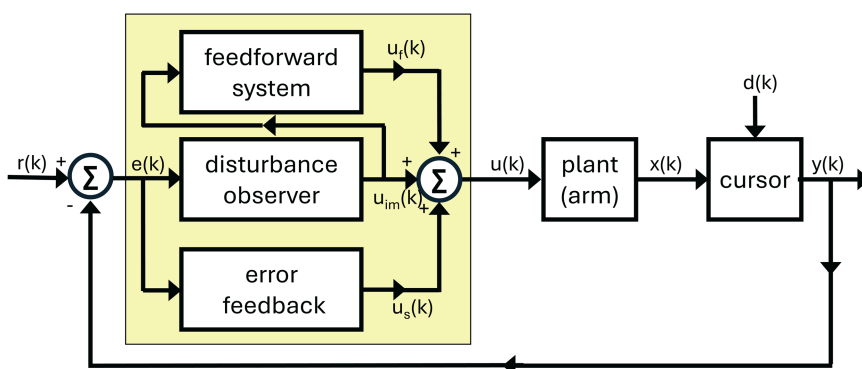 feedforward
system
u_f(k)
d(k)
r(k)
+
Σ
-
e(k)
disturbance
observer
u_im(k)
+
+
+
Σ
u(k)
plant
(arm)
x(k)
cursor
y(k)
error
feedback
u_s(k)